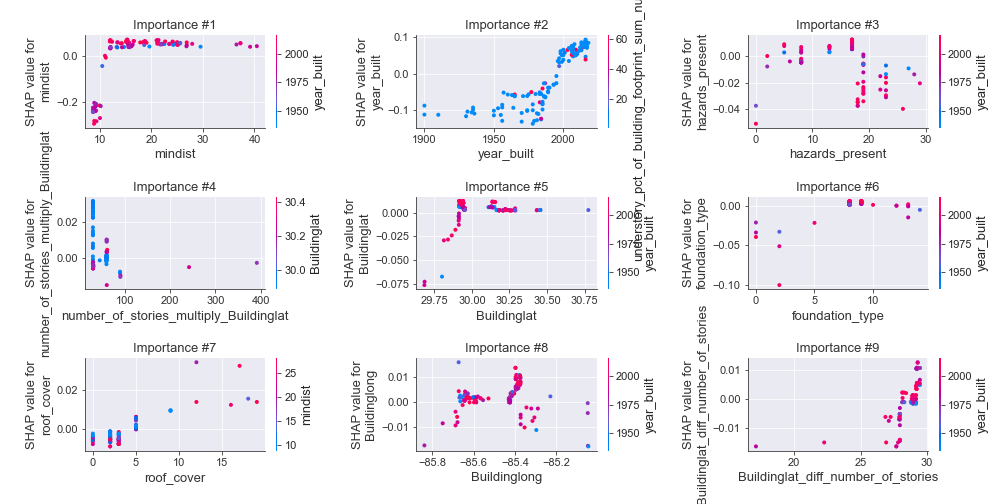 Importance #1
SHAP value for
mindist
0.0
−0.2
10
20
30
40
mindist
2000
1975
1950
year_built
Importance #2
SHAP value for
year_built
0.1
0.0
−0.1
1900
1950
2000
year_built
60
40
20
understory_pct_of_building_footprint_sum_nu
Importance #3
SHAP value for
hazards_present
0.00
−0.02
−0.04
0
10
20
30
hazards_present
2000
1975
1950
year_built
Importance #4
SHAP value for
number_of_stories_multiply_Buildinglat
0.02
0.00
100
200
300
400
number_of_stories_multiply_Buildinglat
30.4
30.2
30.0
Buildinglat
Importance #5
SHAP value for
Buildinglat
0.000
−0.025
−0.050
−0.075
29.75
30.00
30.25
30.50
30.75
Buildinglat
2000
1975
1950
year_built
Importance #6
SHAP value for
foundation_type
0.00
−0.05
−0.10
0
5
10
foundation_type
2000
1975
1950
year_built
Importance #7
SHAP value for
roof_cover
0.02
0.00
0
5
10
15
roof_cover
25
20
15
10
mindist
Importance #8
SHAP value for
Buildinglong
0.01
0.00
−0.01
−85.8
−85.6
−85.4
−85.2
Buildinglong
2000
1975
1950
year_built
Importance #9
SHAP value for
Buildinglat_diff_number_of_stories
0.01
0.00
−0.01
20
25
30
Buildinglat_diff_number_of_stories
2000
1975
1950
year_built